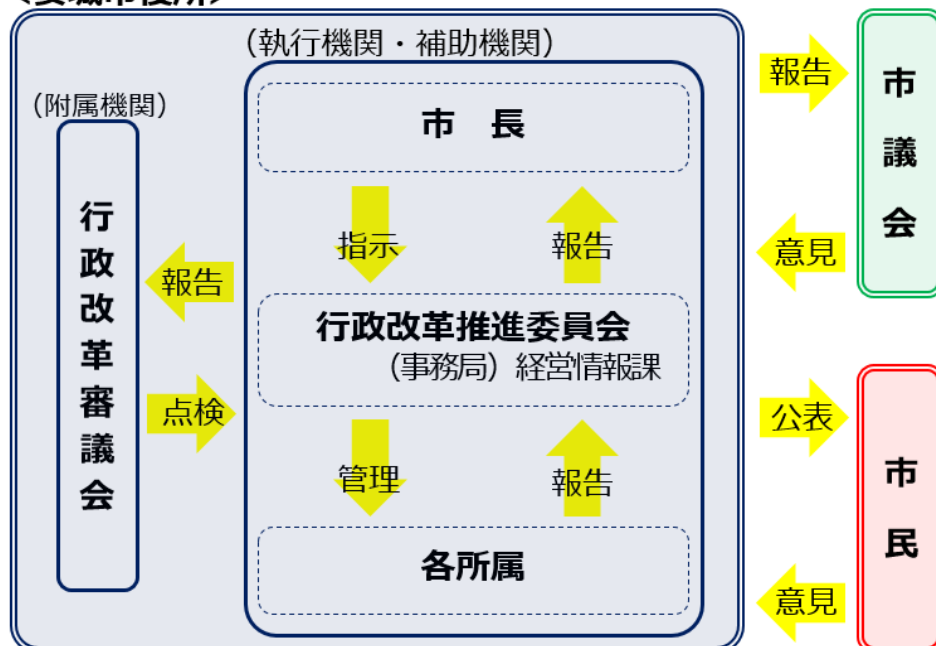 (執行機関・補助機関)
(附属機関)
行政改革審議会
市 長
指示
報告
報告
点検
行政改革推進委員会
(事務局)経営情報課
管理
報告
各所属
報告
意見
市議会
公表
意見
市民